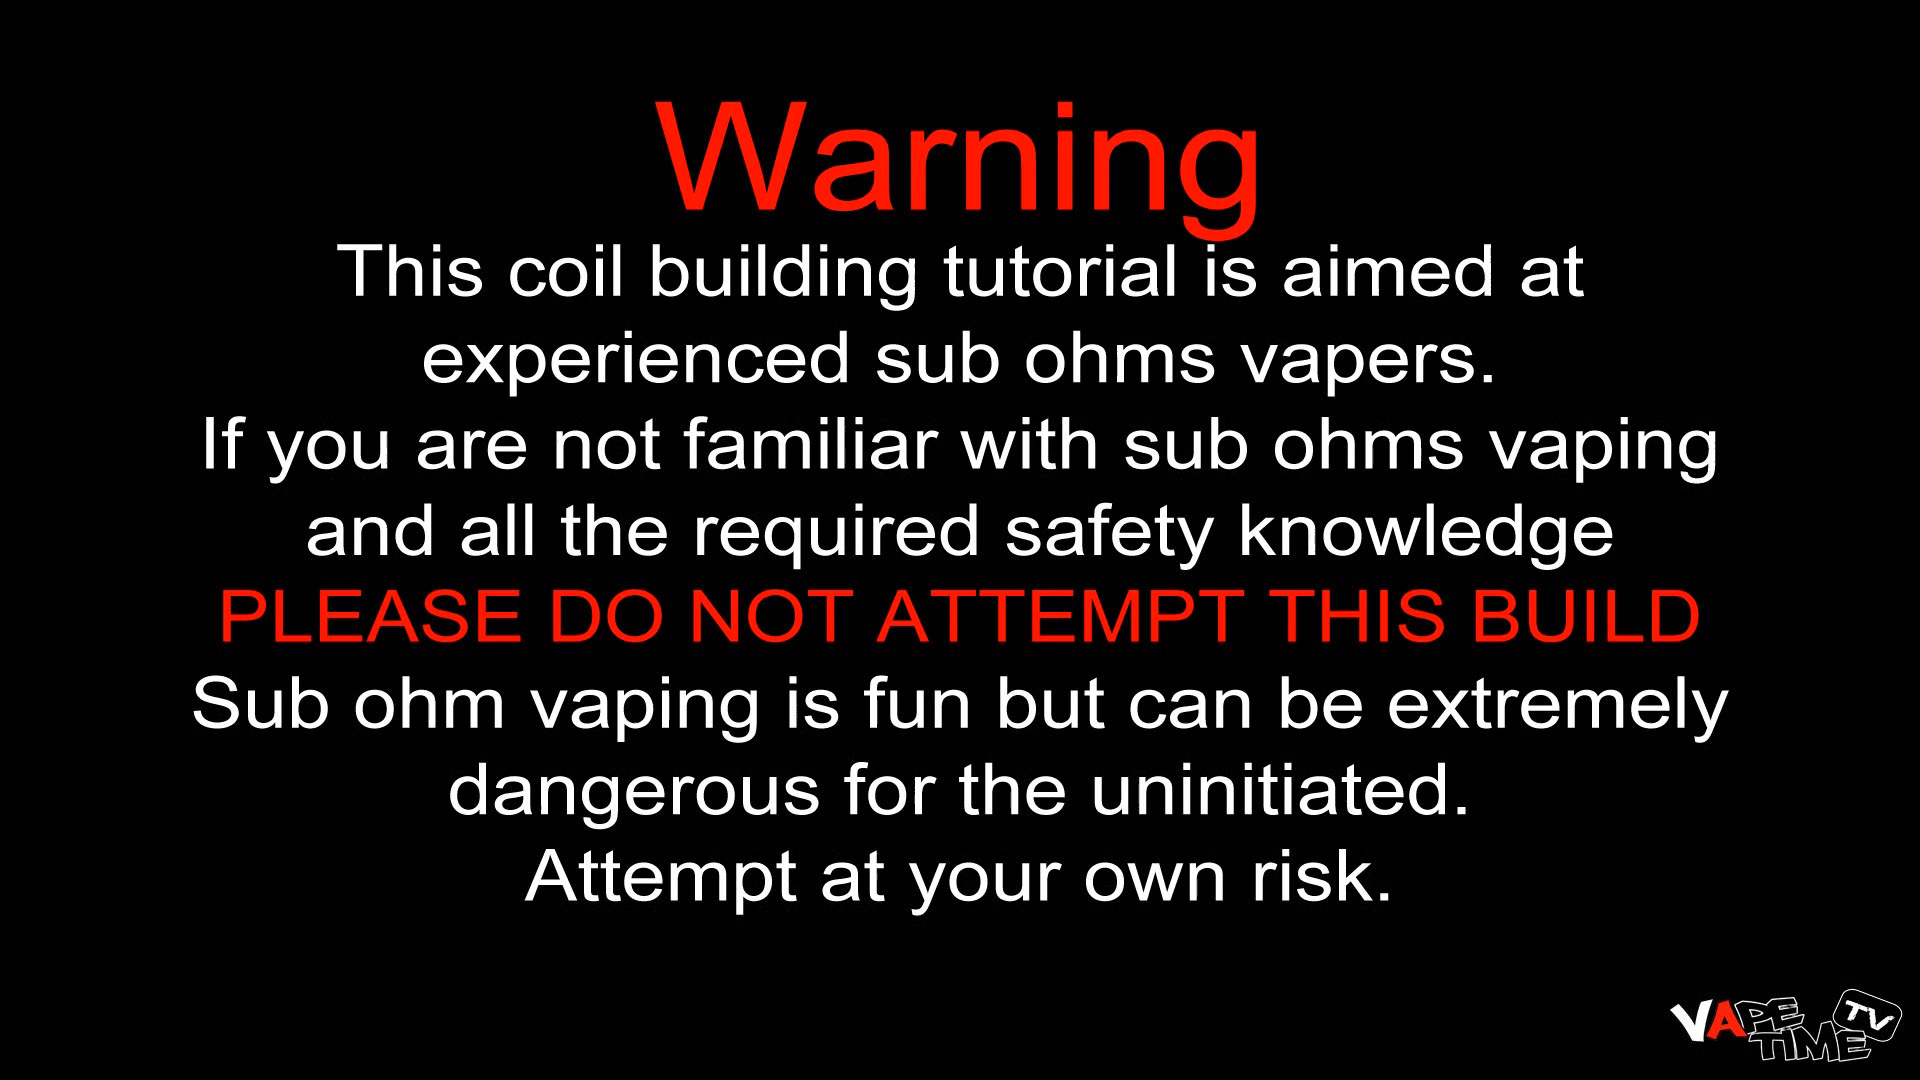 Warning
This coil building tutorial is aimed at
experienced sub ohms vapers.
If you are not familiar with sub ohms vaping
and all the required safety knowledge
PLEASE DO NOT ATTEMPT THIS BUILD
Sub ohm vaping is fun but can be extremely
dangerous for the uninitiated.
Attempt at your own risk.
VAPE TV
TIME